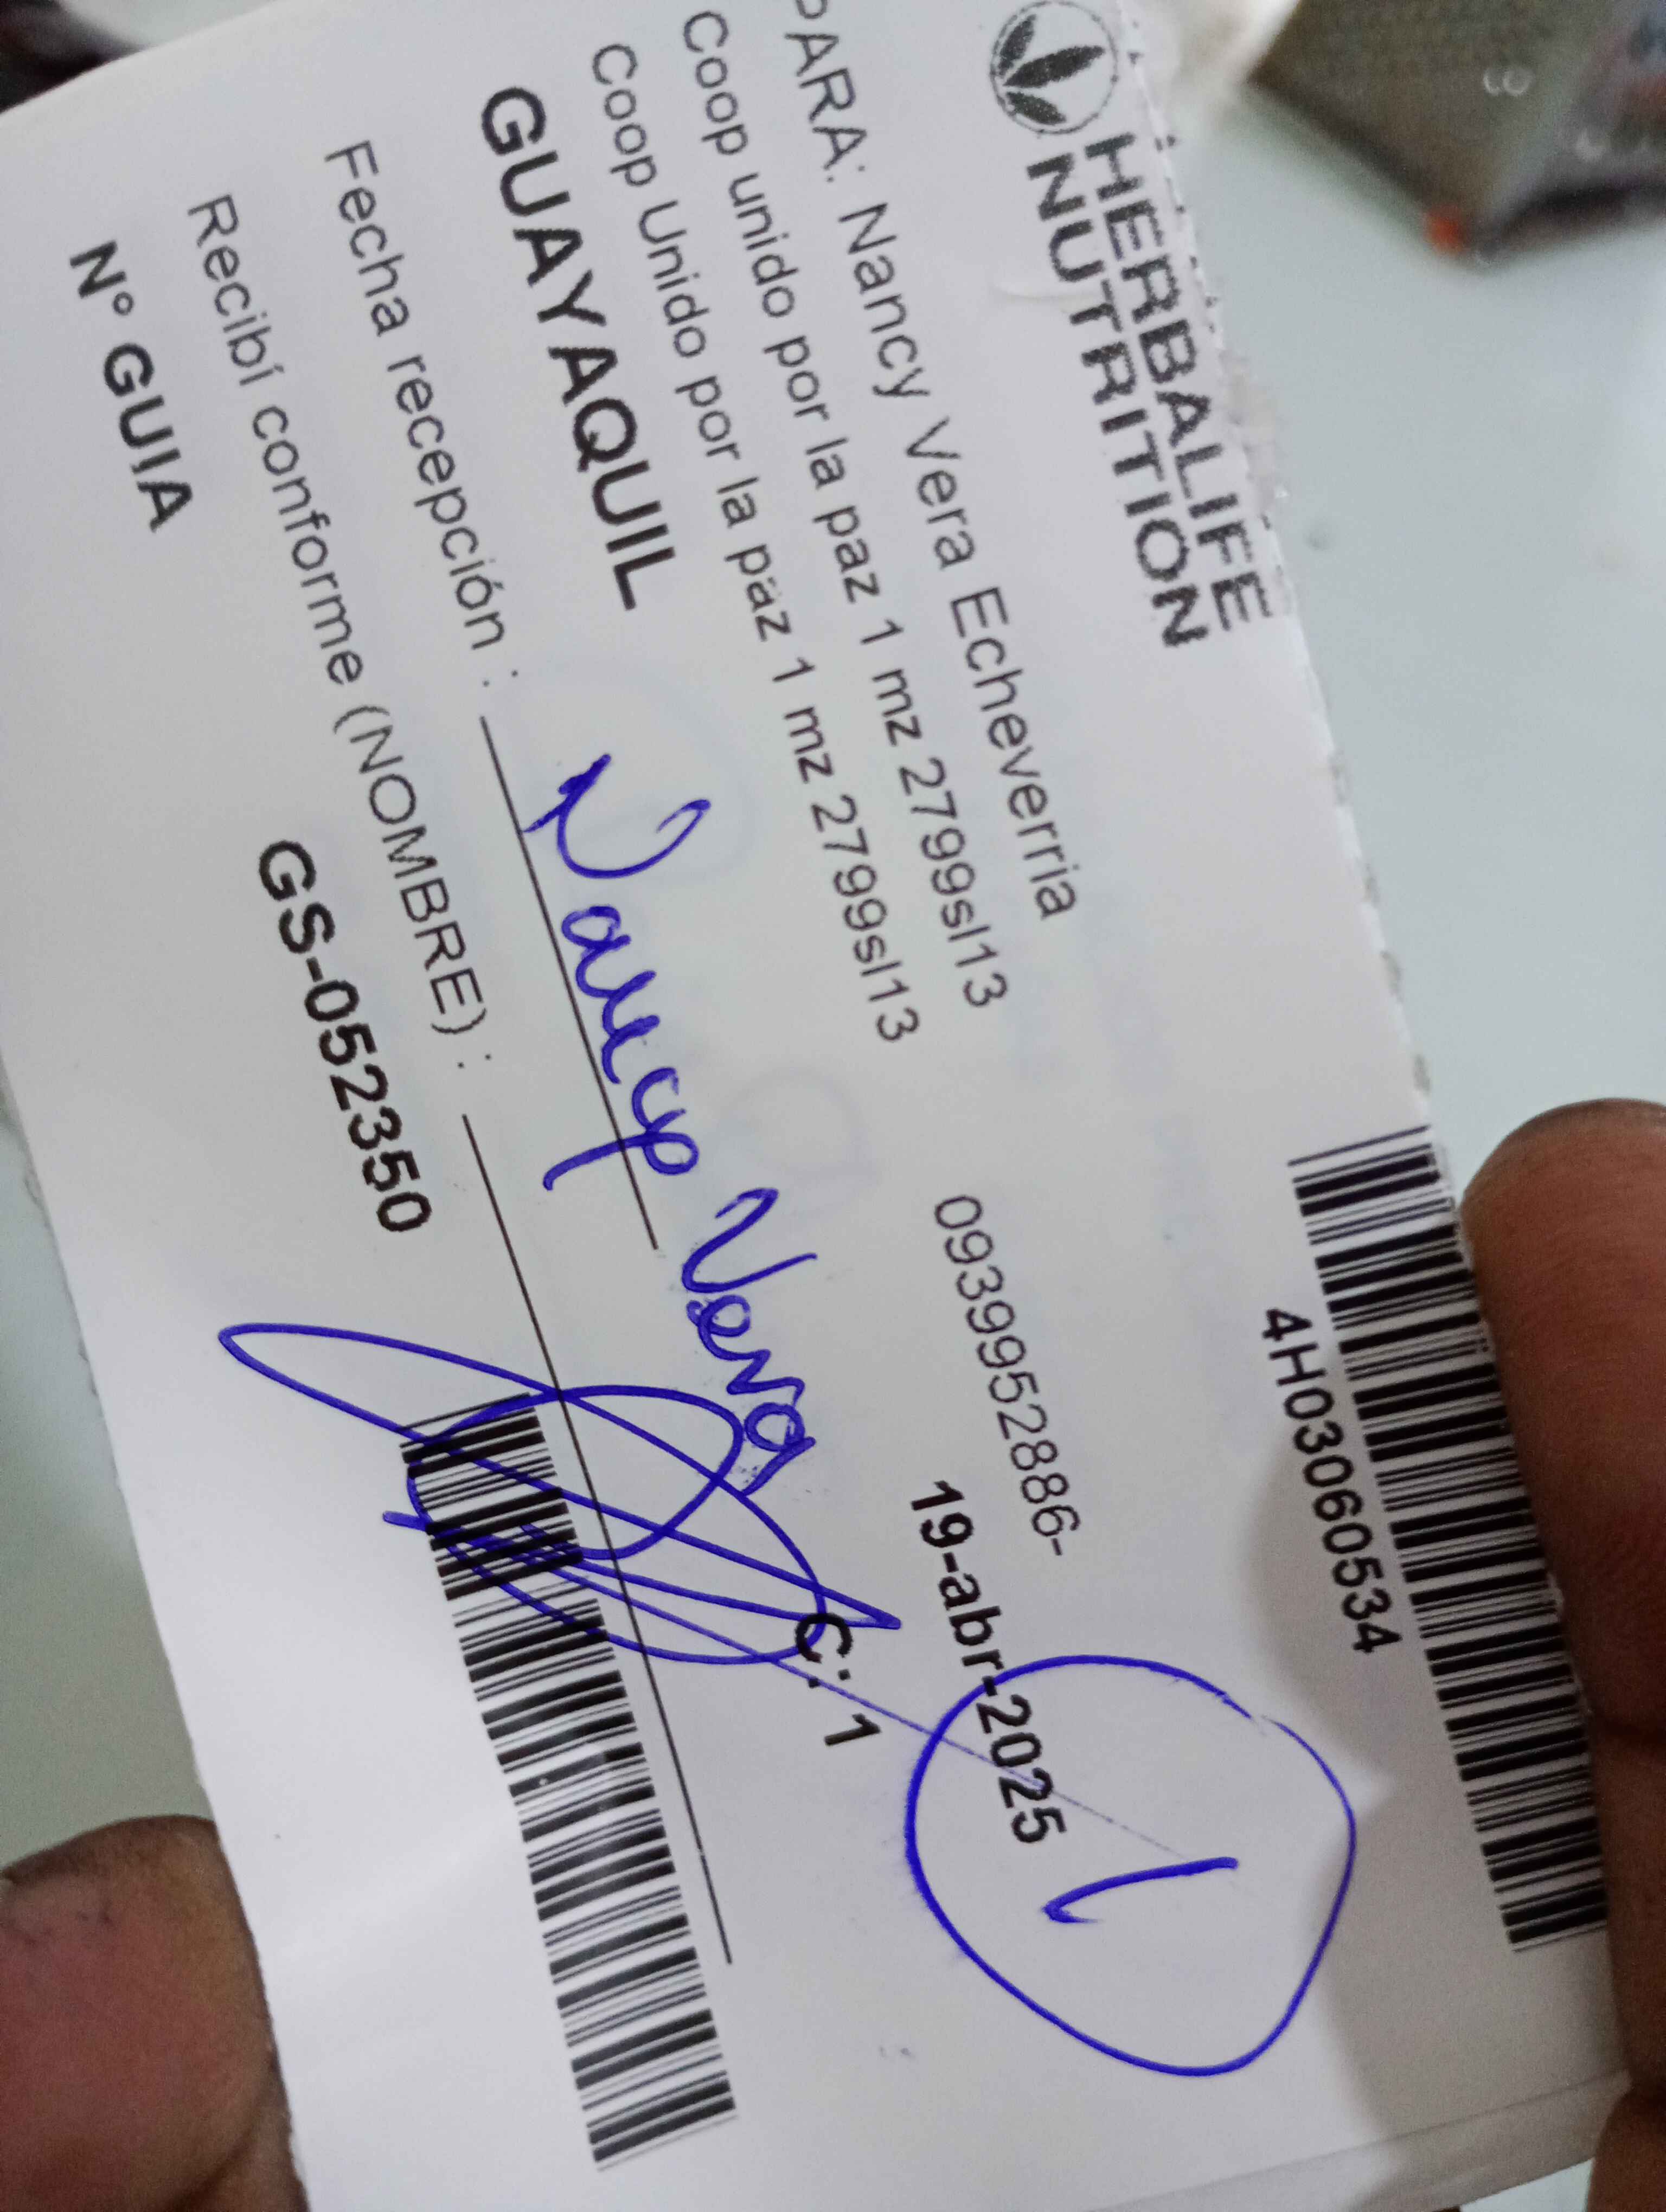 HERBALIFE
NUTRITION
4H03060534
PARA: Nancy Vera Echeverria
Coop unido por la paz 1 mz 2799sl13
0939952886-
Coop Unido por la paz 1 mz 2799sl13
19-abr-2025
1
GUAYAQUIL
C: 1
Fecha recepción :
Nancy Vera
Recibí conforme (NOMBRE) :
Nº GUIA
GS-052350